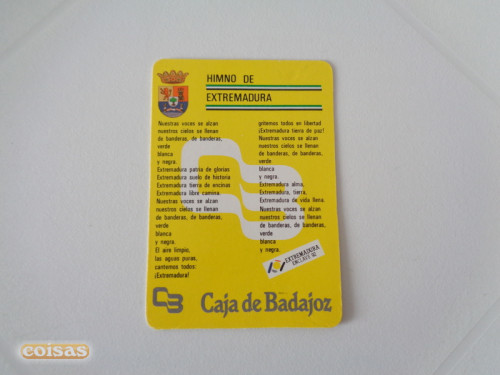 HIMNO DE
EXTREMADURA
Nuestras voces se alzan
nuestros cielos se llenan
de banderas, de banderas,
verde
blanca
y negra.
Extremadura patria de glorias
Extremadura suelo de historia
Extremadura tierra de encinas
Extremadura libre camina.
Nuestras voces se alzan
nuestros cielos se llenan
de banderas, de banderas,
verde
blanca
y negra.
El aire limpio,
las aguas puras,
cantemos todos:
¡Extremadura!
gritemos todos en libertad
¡Extremadura tierra de paz!
nuestros cielos se llenan
de banderas, de banderas,
verde
blanca
y negra.
Extremadura alma,
Extremadura, tierra,
Extremadura de vida llena.
Nuestras voces se alzan
nuestros cielos se llenan
de banderas, de banderas,
verde
blanca
y negra.
EXTREMADURA
ENCLAVE 92
CB Caja de Badajoz
coisas